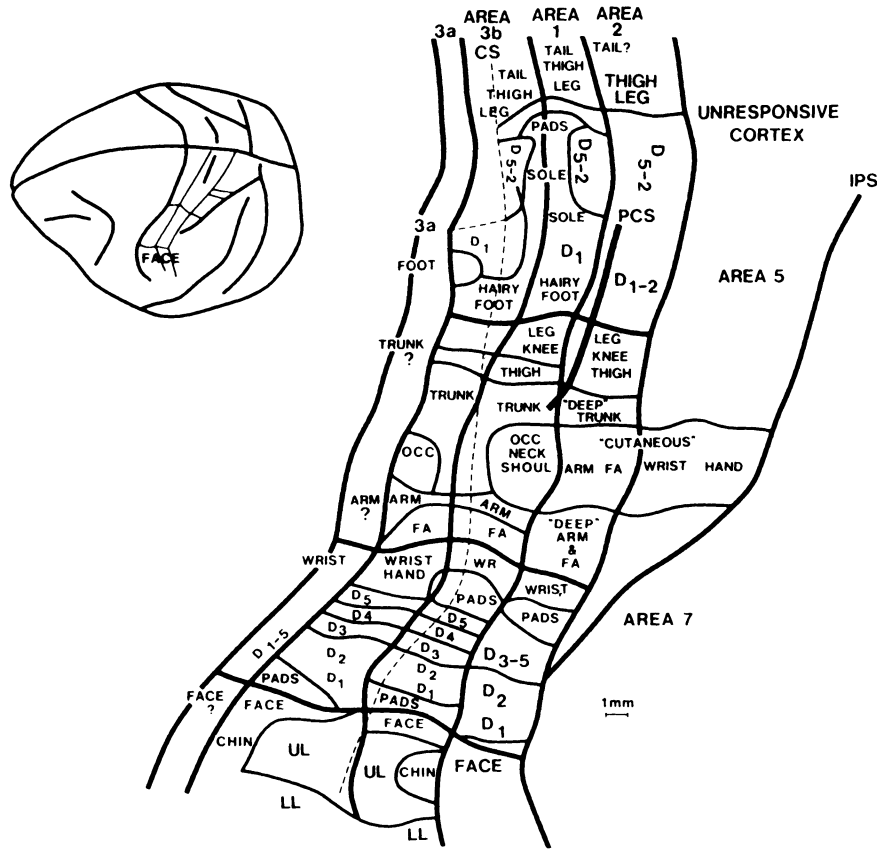 AREA
3b
AREA
1
AREA
2
3a
CS
TAIL
THIGH
LEG
TAIL
THIGH
LEG
TAIL?
THIGH
LEG
UNRESPONSIVE
CORTEX
PADS
D5-2
SOLE
D5-2
D5-2
IPS
SOLE
PCS
3a
D1
D1
FOOT
HAIRY
FOOT
HAIRY
FOOT
D1-2
AREA 5
FACE
TRUNK
?
LEG
KNEE
THIGH
LEG
KNEE
THIGH
TRUNK
TRUNK
"DEEP"
TRUNK
OCC
OCC
NECK
SHOUL
"CUTANEOUS"
ARM FA WRIST HAND
ARM
?
ARM
ARM
FA
FA
"DEEP"
ARM
&
FA
WRIST
WRIST
HAND
WR
WRIST
PADS
PADS
AREA 7
D5
D4
D3
D2
D1
D5
D4
D3
D2
D1
D3-5
D2
D1
D1-5
PADS
PADS
1mm
FACE
?
FACE
FACE
CHIN
UL
UL
CHIN
FACE
LL
LL